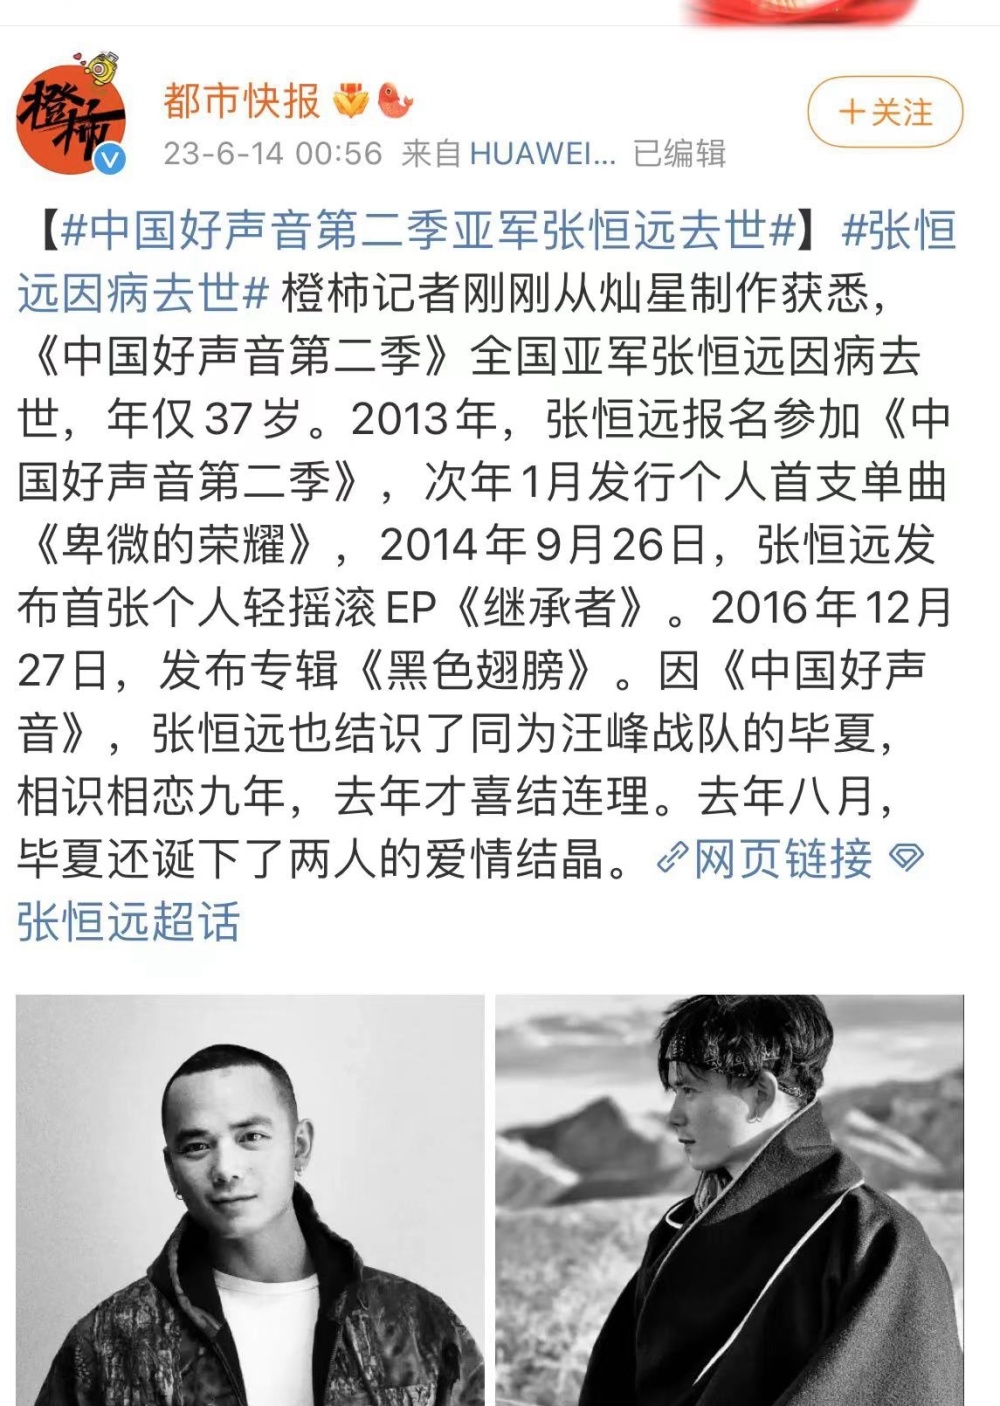 橙柿
都市快报
＋关注
23-6-14 00:56 来自 HUAWEI... 已编辑
【#中国好声音第二季亚军张恒远去世#】#张恒
远因病去世# 橙柿记者刚刚从灿星制作获悉，
《中国好声音第二季》全国亚军张恒远因病去
世，年仅37岁。2013年，张恒远报名参加《中
国好声音第二季》，次年1月发行个人首支单曲
《卑微的荣耀》，2014年9月26日，张恒远发
布首张个人轻摇滚EP《继承者》。2016年12月
27日，发布专辑《黑色翅膀》。因《中国好声
音》，张恒远也结识了同为汪峰战队的毕夏，
相识相恋九年，去年才喜结连理。去年八月，
毕夏还诞下了两人的爱情结晶。网页链接
张恒远超话